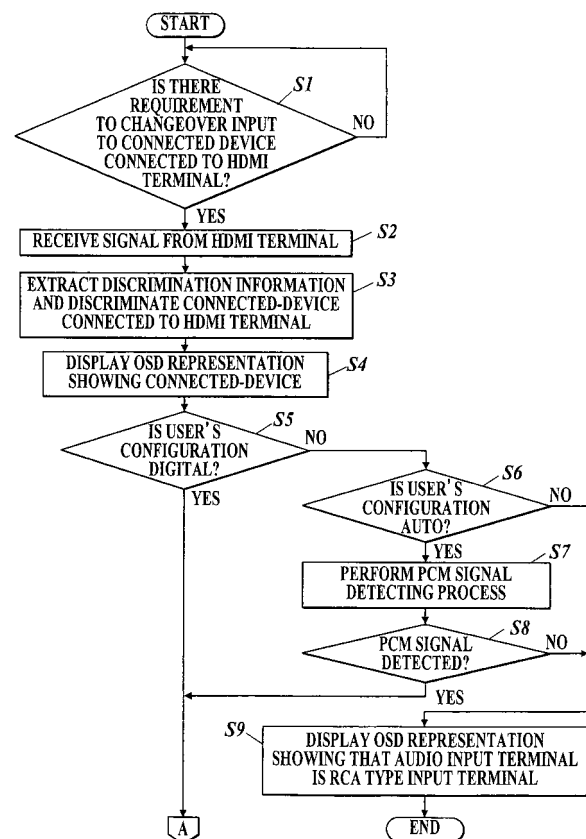 START
IS THERE
REQUIREMENT
TO CHANGEOVER INPUT
TO CONNECTED DEVICE
CONNECTED TO HDMI
TERMINAL?
S1
NO
YES
RECEIVE SIGNAL FROM HDMI TERMINAL
S2
EXTRACT DISCRIMINATION INFORMATION
AND DISCRIMINATE CONNECTED-DEVICE
CONNECTED TO HDMI TERMINAL
S3
DISPLAY OSD REPRESENTATION
SHOWING CONNECTED-DEVICE
S4
IS USER'S
CONFIGURATION
DIGITAL?
S5
NO
YES
IS USER'S
CONFIGURATION
AUTO?
S6
NO
YES
S7
PERFORM PCM SIGNAL
DETECTING PROCESS
S8
PCM SIGNAL
DETECTED?
NO
YES
S9
DISPLAY OSD REPRESENTATION
SHOWING THAT AUDIO INPUT TERMINAL
IS RCA TYPE INPUT TERMINAL
A
END